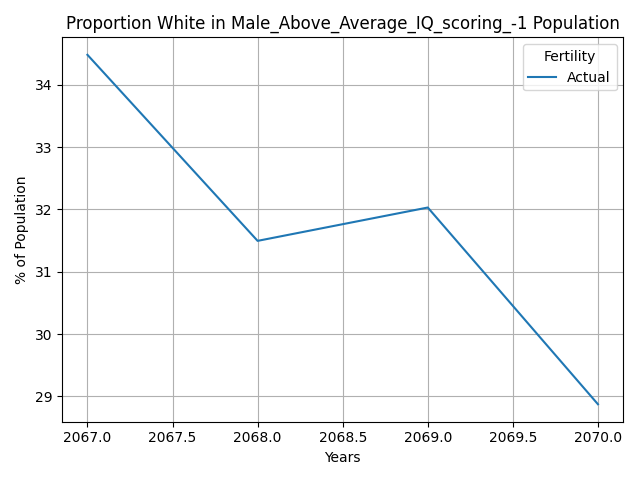 Proportion White in Male_Above_Average_IQ_scoring_-1 Population
Fertility
Actual
34
33
32
31
30
29
% of Population
2067.0 2067.5 2068.0 2068.5 2069.0 2069.5 2070.0
Years